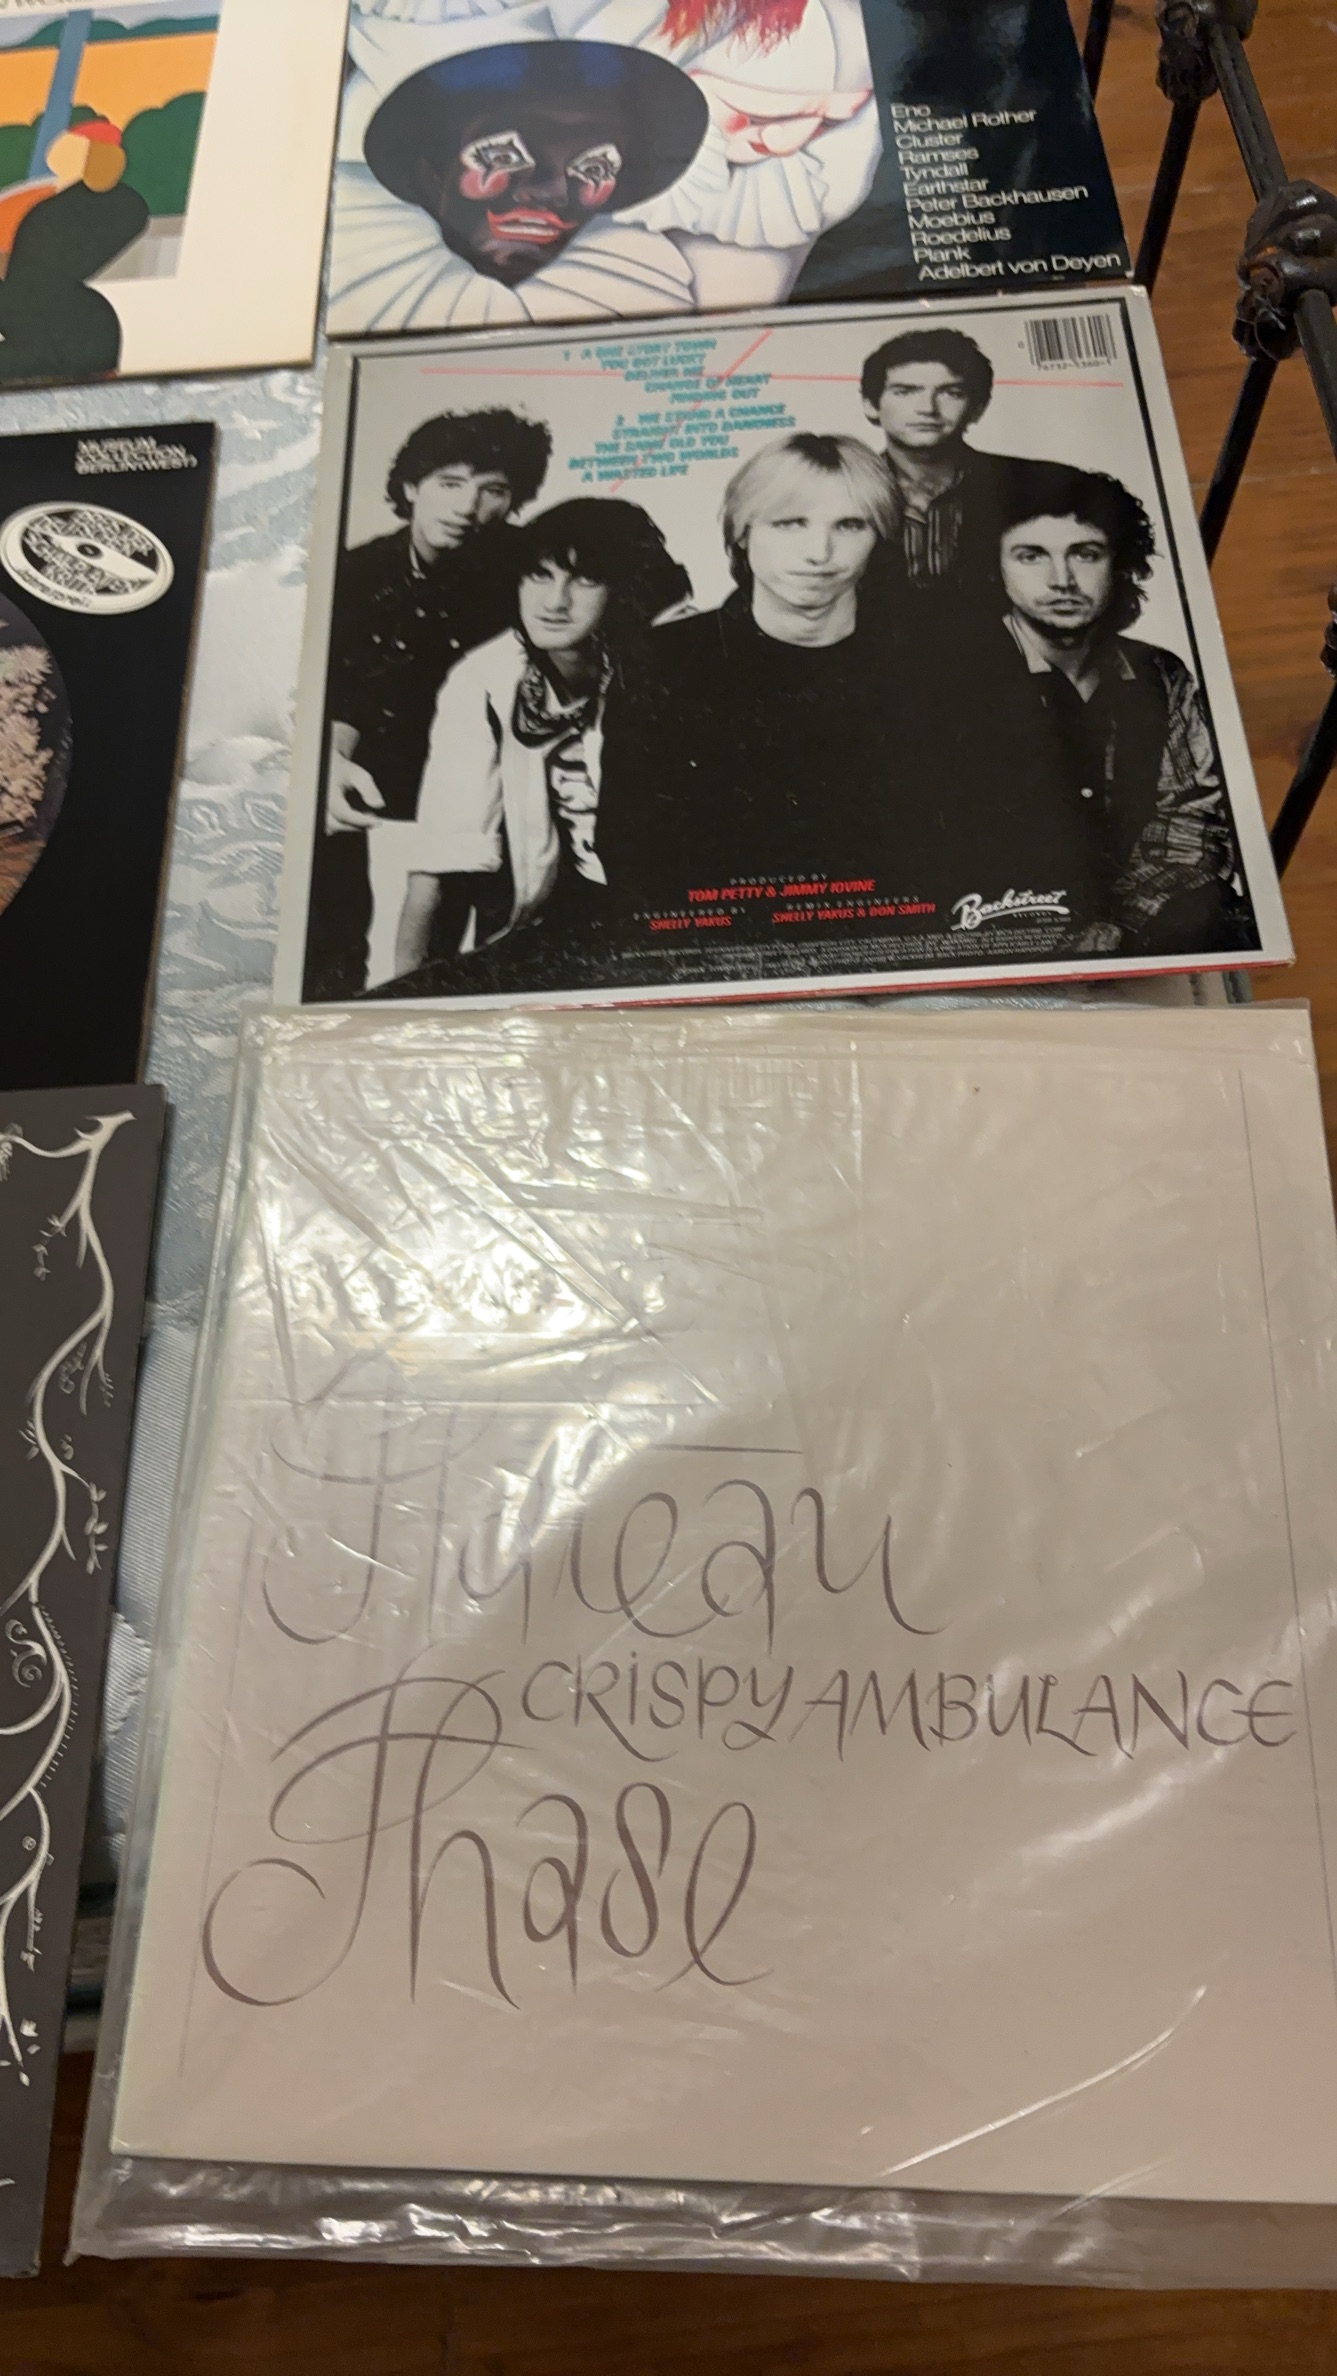 Eno
Michael Rother
Cluster
Ramses
Tyndall
Earthstar
Peter Backhausen
Moebius
Roedelius
Plank
Adelbert von Deyen
MUSEUM
COLLECTION
BERLIN(WEST)
1 A ONE STORY TOWN
YOU GOT LUCKY
DELIVER ME
CHANGE OF HEART
FINDING OUT
2 WE STAND A CHANCE
STRAIGHT INTO DARKNESS
THE SAME OLD YOU
BETWEEN TWO WORLDS
A WASTED LIFE
PRODUCED BY
TOM PETTY & JIMMY IOVINE
ENGINEERED BY
SHELLY YAKUS
REMIX ENGINEERS
SHELLY YAKUS & DON SMITH
Backstreet
RECORDS
Plateau
CRISPY AMBULANCE
Phase